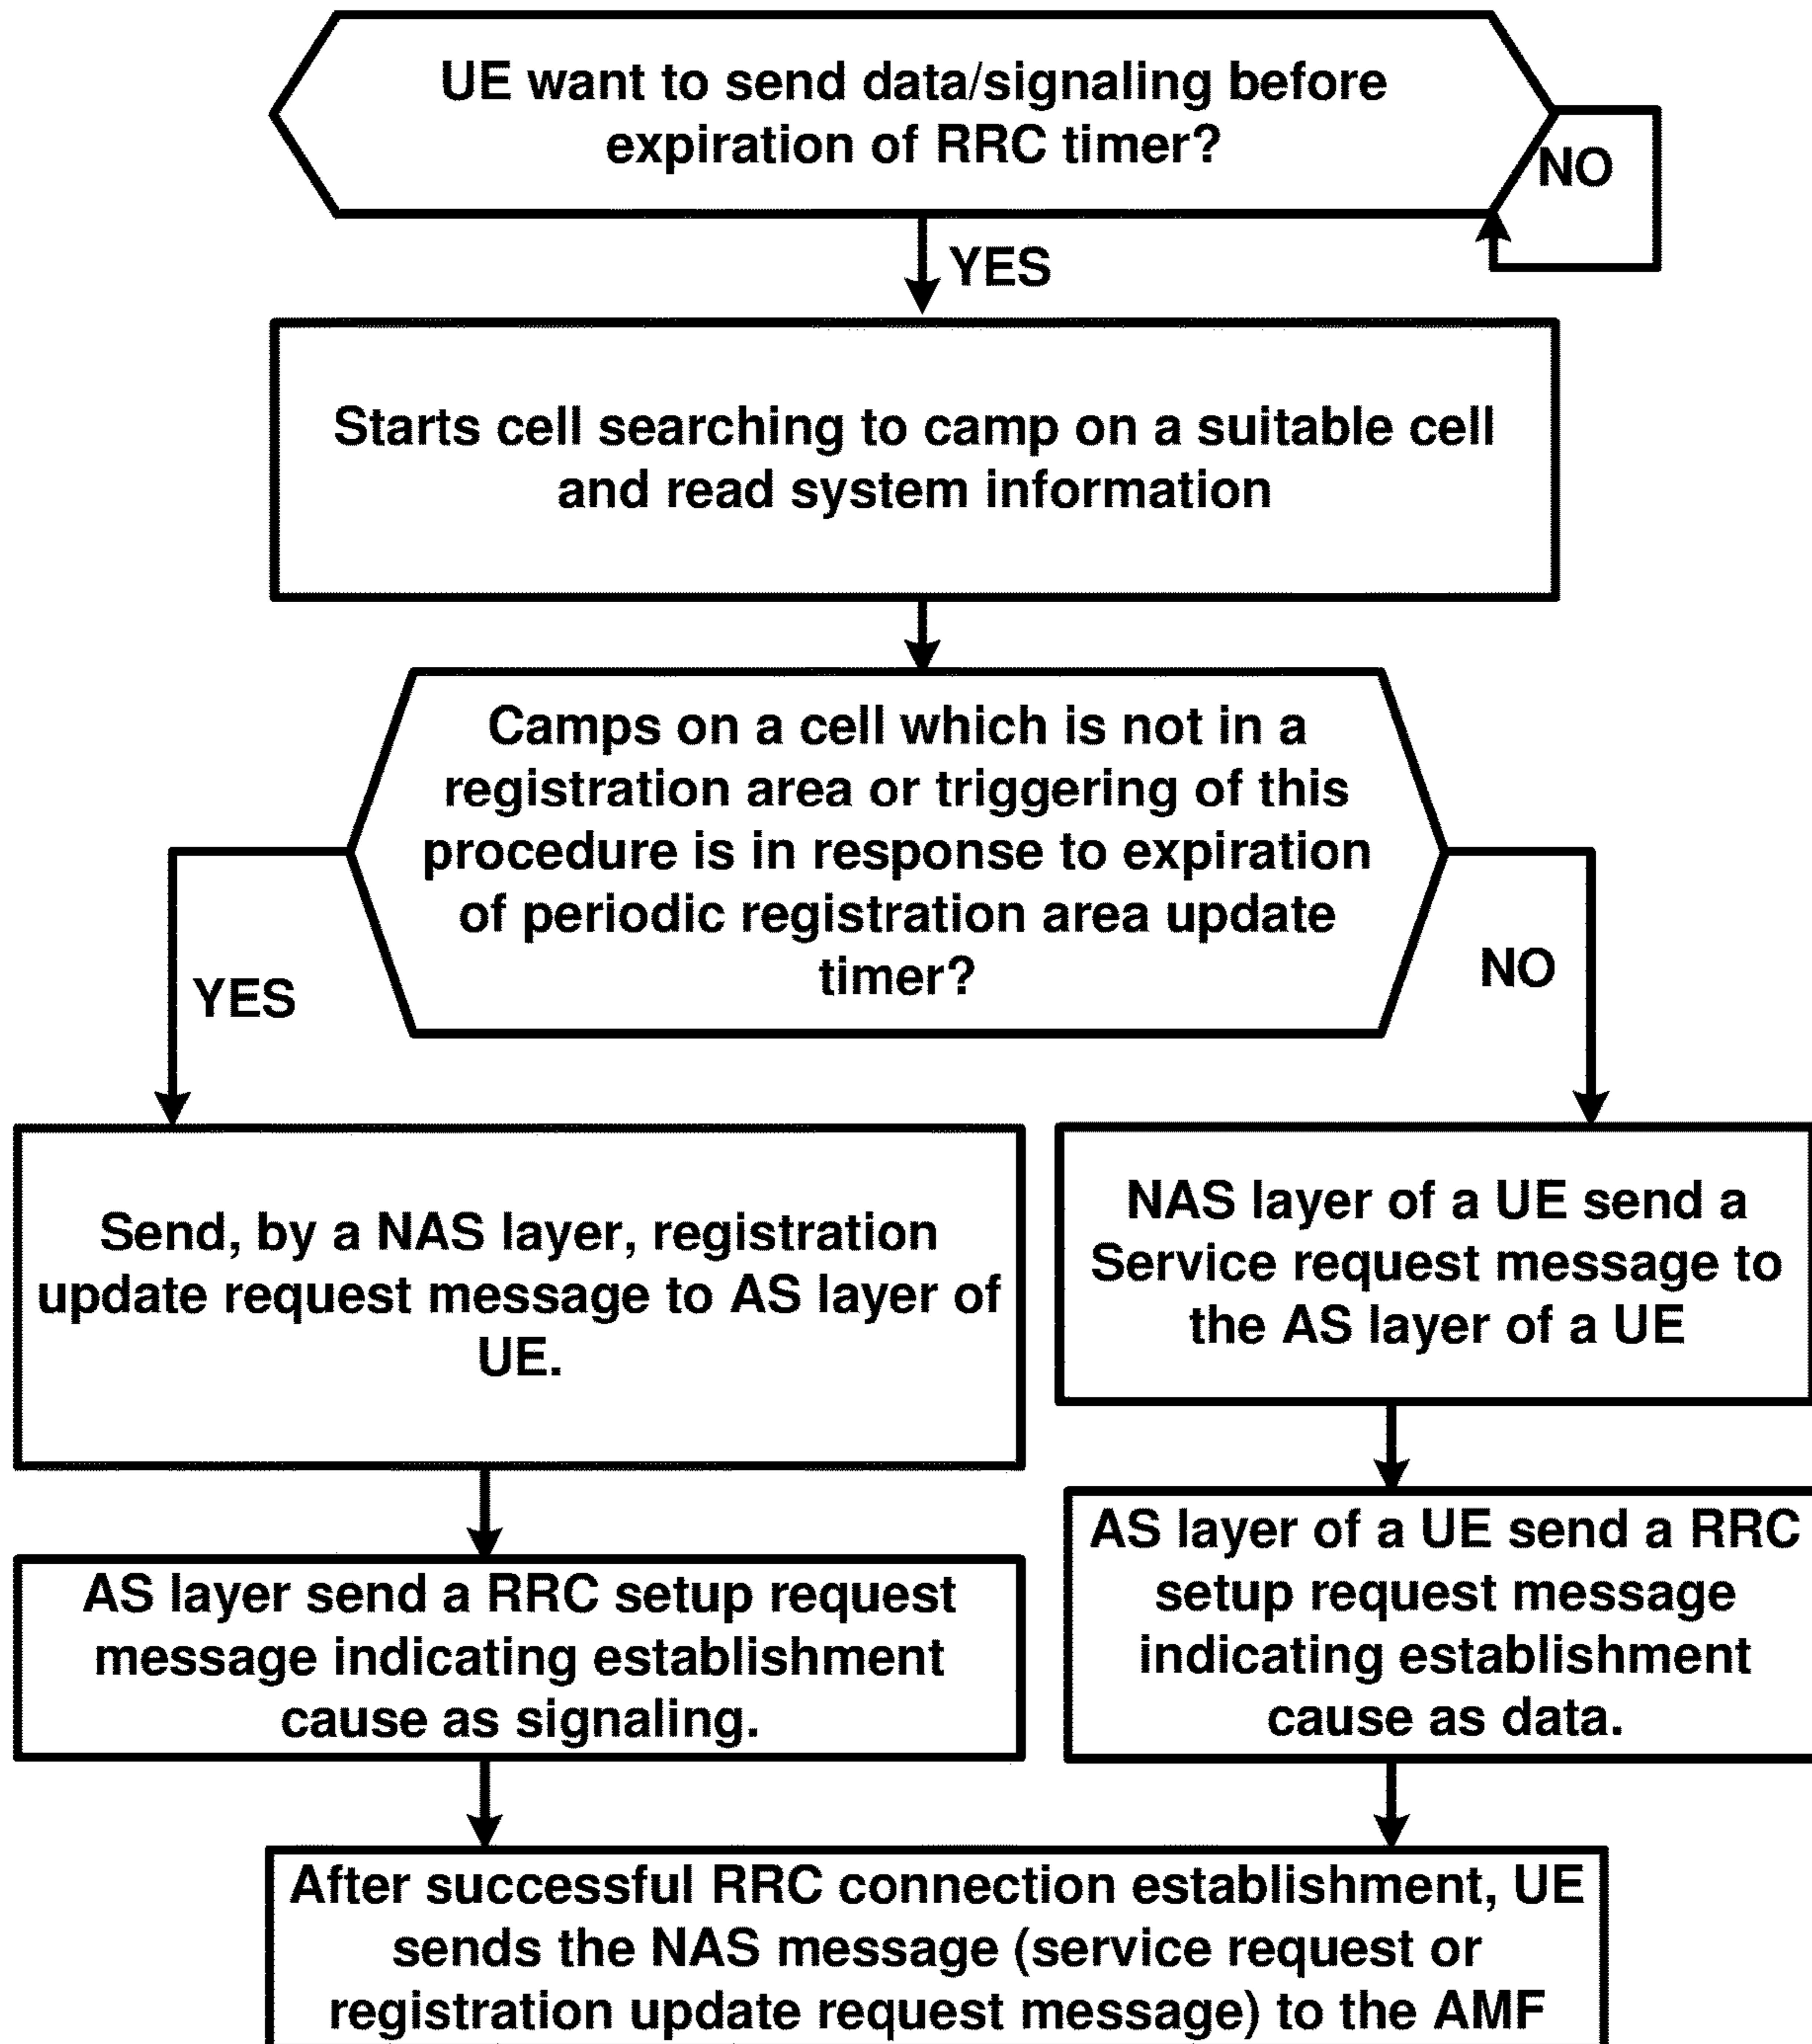 UE want to send data/signaling before
expiration of RRC timer?
NO
YES
Starts cell searching to camp on a suitable cell
and read system information
Camps on a cell which is not in a
registration area or triggering of this
procedure is in response to expiration
of periodic registration area update
timer?
YES
NO
Send, by a NAS layer, registration
update request message to AS layer of
UE.
NAS layer of a UE send a
Service request message to
the AS layer of a UE
AS layer send a RRC setup request
message indicating establishment
cause as signaling.
AS layer of a UE send a RRC
setup request message
indicating establishment
cause as data.
After successful RRC connection establishment, UE
sends the NAS message (service request or
registration update request message) to the AMF